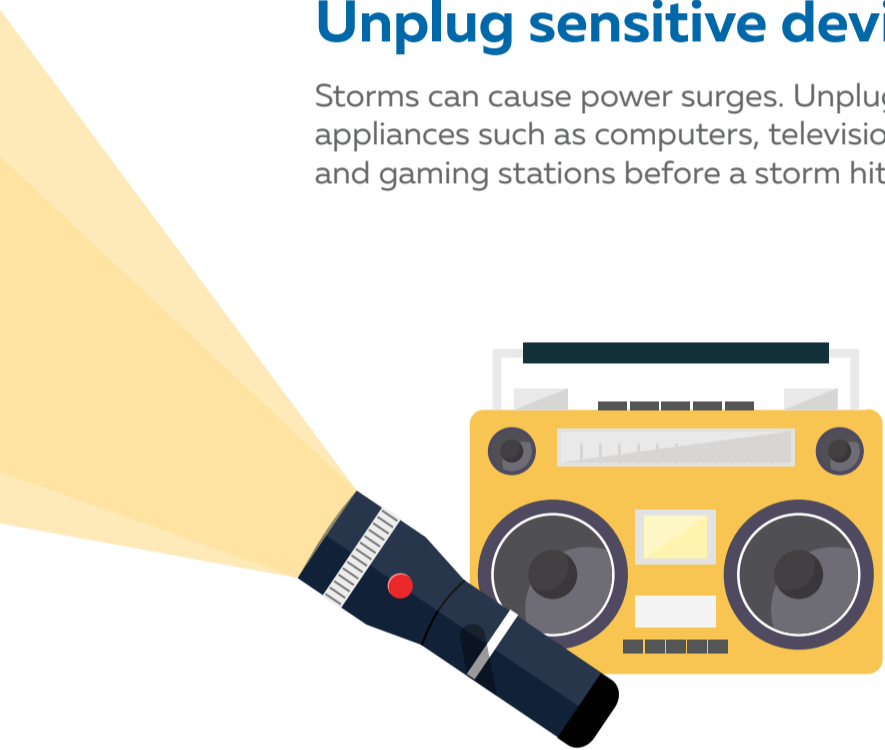 Unplug sensitive devi
Storms can cause power surges. Unplug
appliances such as computers, televisio
and gaming stations before a storm hit